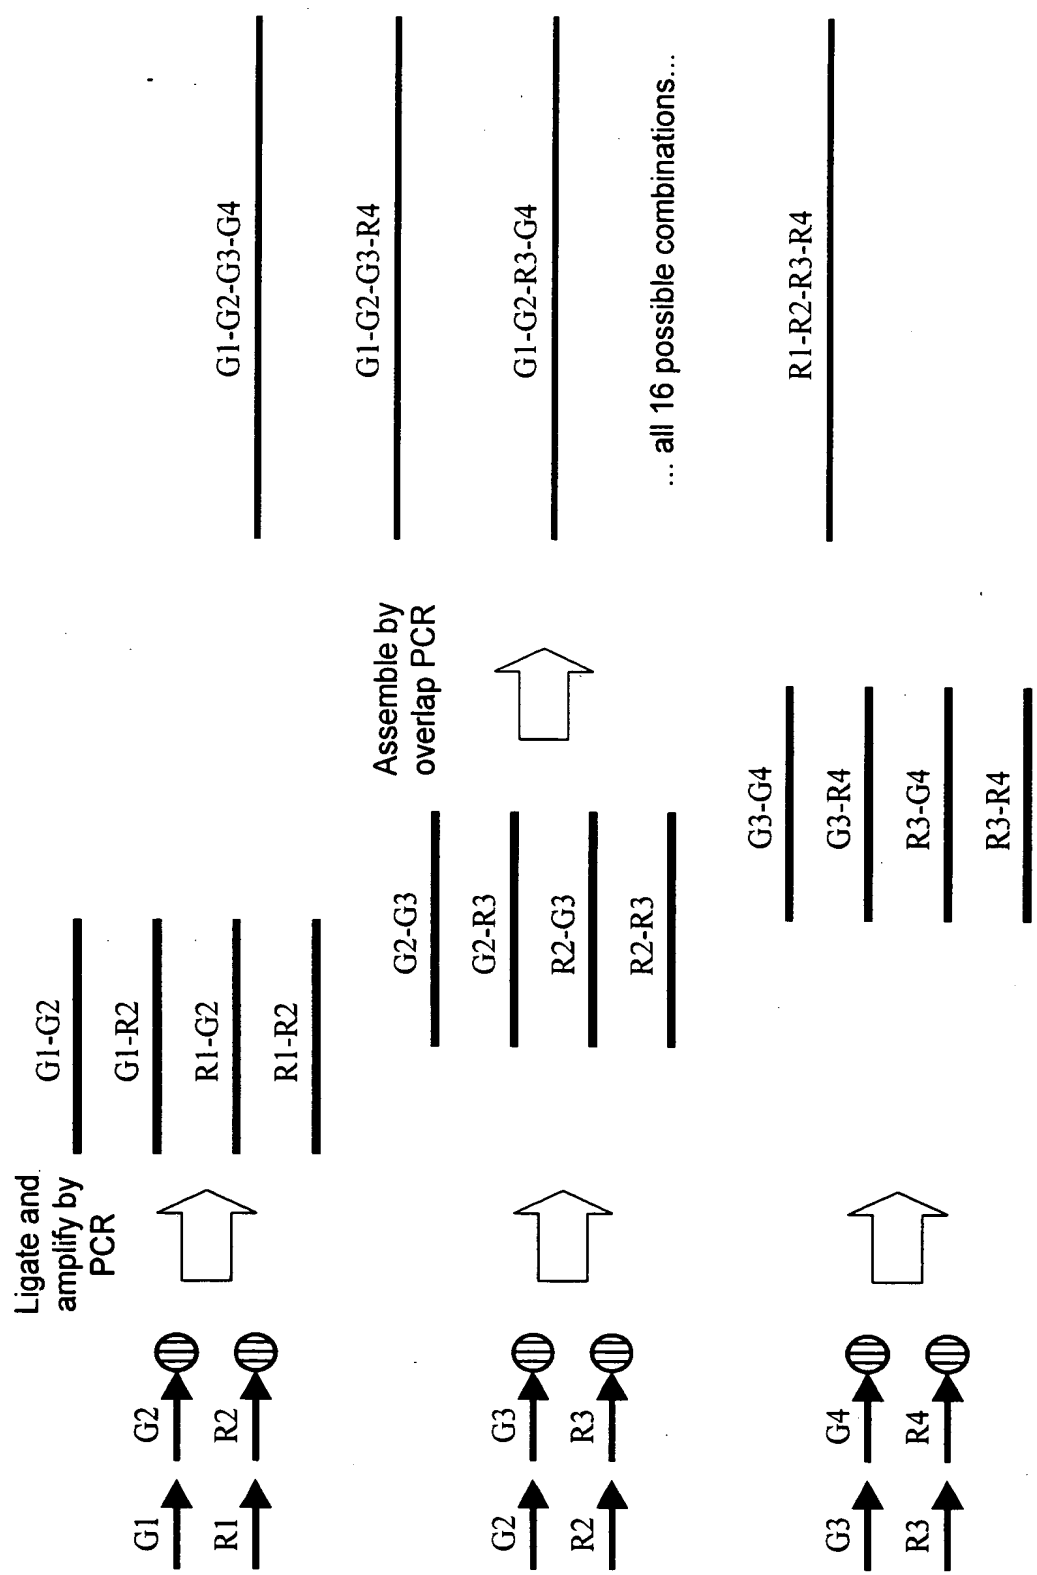 Ligate and
amplify by
PCR
G1
G2
R1
R2
G1-G2
G1-R2
R1-G2
R1-R2
G2
G3
R2
R3
G2-G3
G2-R3
R2-G3
R2-R3
G3
G4
R3
R4
G3-G4
G3-R4
R3-G4
R3-R4
Assemble by
overlap PCR
G1-G2-G3-G4
G1-G2-G3-R4
G1-G2-R3-G4
... all 16 possible combinations...
R1-R2-R3-R4